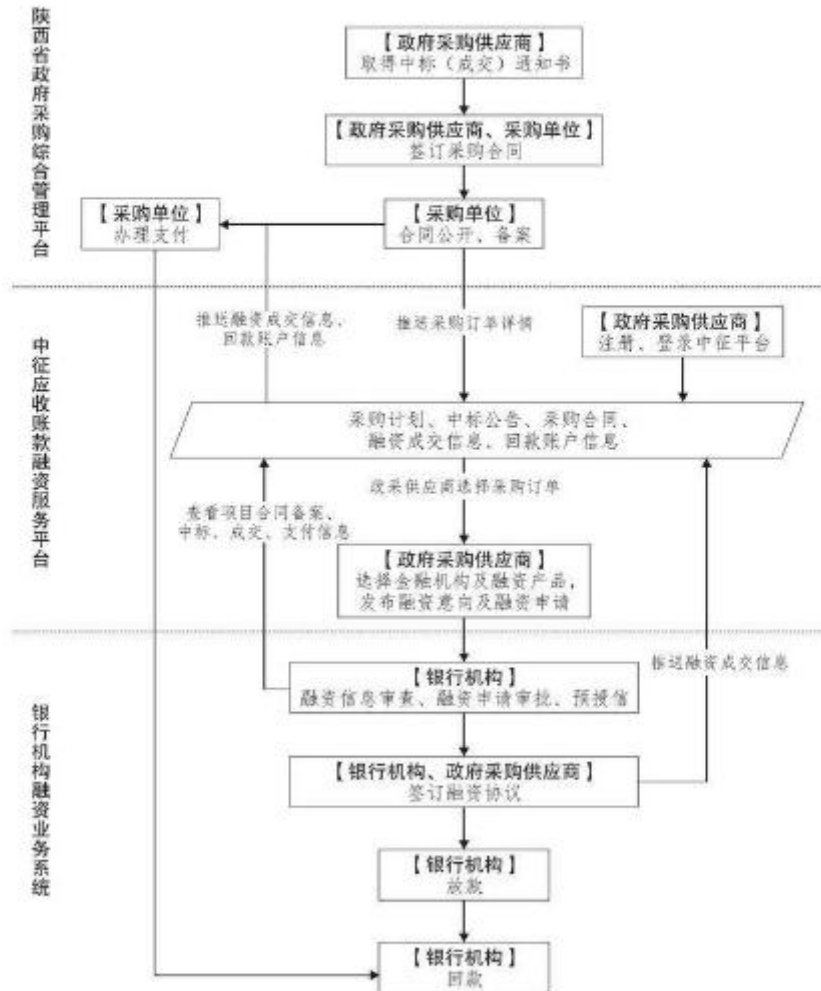 陕西省政府采购综合管理平台
【政府采购供应商】
取得中标（成交）通知书
【政府采购供应商、采购单位】
签订采购合同
【采购单位】
办理支付
【采购单位】
合同公开、备案
中征应收账款融资服务平台
推送融资成交信息、
回款账户信息
推送采购订单详情
【政府采购供应商】
注册、登录中征平台
采购计划、中标公告、采购合同、
融资成交信息、回款账户信息
政采供应商选择采购订单
查看项目合同备案、
中标、成交、支付信息
【政府采购供应商】
选择金融机构及融资产品，
发布融资意向及融资申请
银行机构融资业务系统
推送融资成交信息
【银行机构】
融资信息审查、融资申请审批、预授信
【银行机构、政府采购供应商】
签订融资协议
【银行机构】
放款
【银行机构】
回款